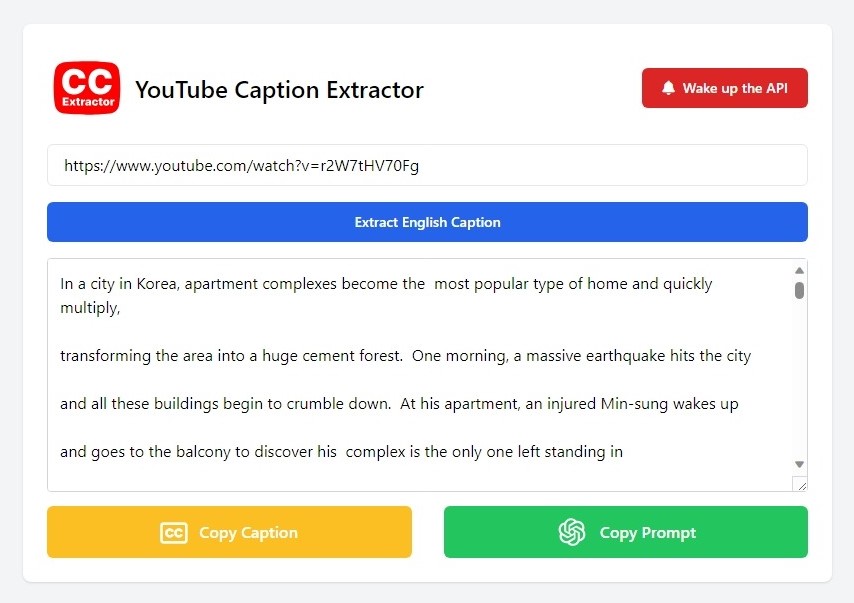 CC
Extractor
YouTube Caption Extractor
Wake up the API
https://www.youtube.com/watch?v=r2W7tHV70Fg
Extract English Caption
In a city in Korea, apartment complexes become the  most popular type of home and quickly
multiply,
transforming the area into a huge cement forest.  One morning, a massive earthquake hits the city
and all these buildings begin to crumble down.  At his apartment, an injured Min-sung wakes up
and goes to the balcony to discover his  complex is the only one left standing in
CC Copy Caption
Copy Prompt